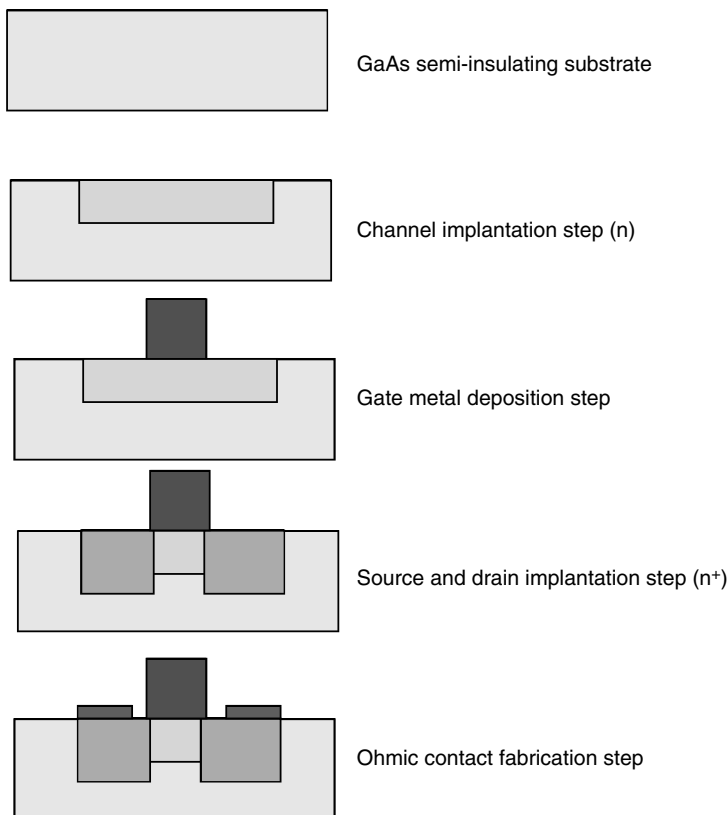 GaAs semi-insulating substrate
Channel implantation step (n)
Gate metal deposition step
Source and drain implantation step (n⁺)
Ohmic contact fabrication step